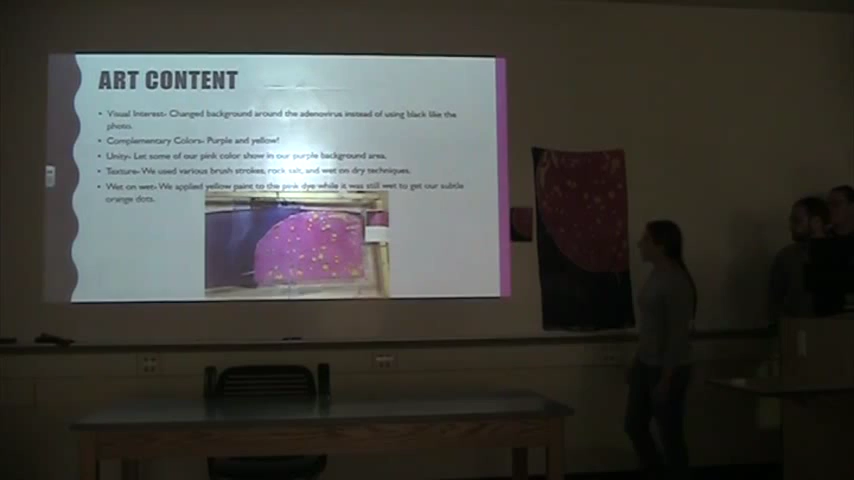 ART CONTENT
• Visual Interest- Changed background around the adenovirus instead of using black like the
photo.
• Complementary Colors- Purple and yellow!
• Unity- Let some of our pink color show in our purple background area.
• Texture- We used various brush strokes, rock salt, and wet on dry techniques.
• Wet on wet- We applied yellow paint to the pink dye while it was still wet to get our subtle
orange dots.